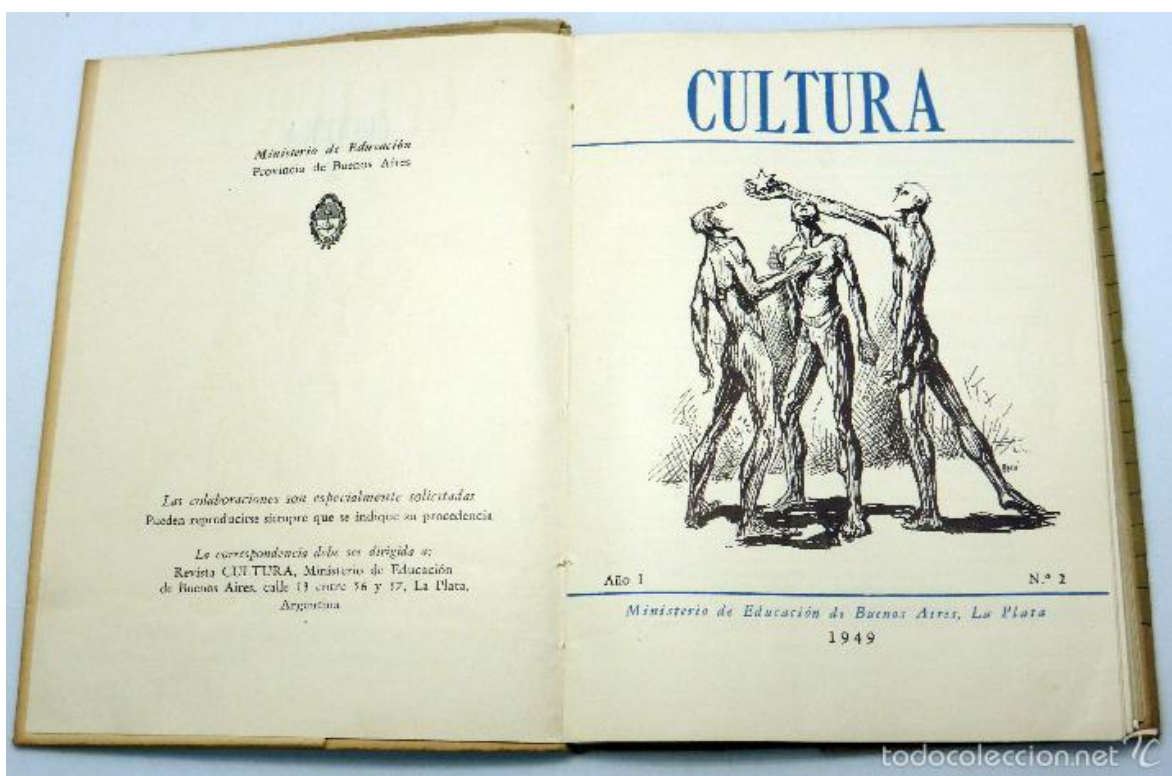 Ministerio de Educación
Provincia de Buenos Aires
Las colaboraciones son especialmente solicitadas
Pueden reproducirse siempre que se indique su procedencia
La correspondencia debe ser dirigida a:
Revista CULTURA, Ministerio de Educación
de Buenos Aires, calle 13 entre 56 y 57, La Plata,
Argentina
CULTURA
Año 1
N.º 2
Ministerio de Educación de Buenos Aires, La Plata
1949
todocoleccion.net